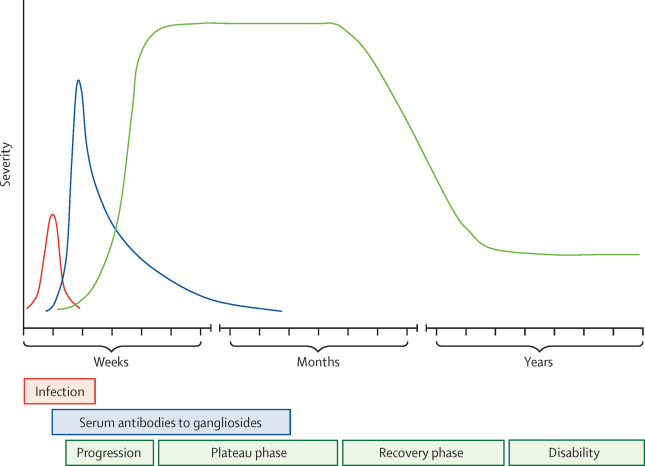 Severity
Weeks
Months
Years
Infection
Serum antibodies to gangliosides
Progression
Plateau phase
Recovery phase
Disability